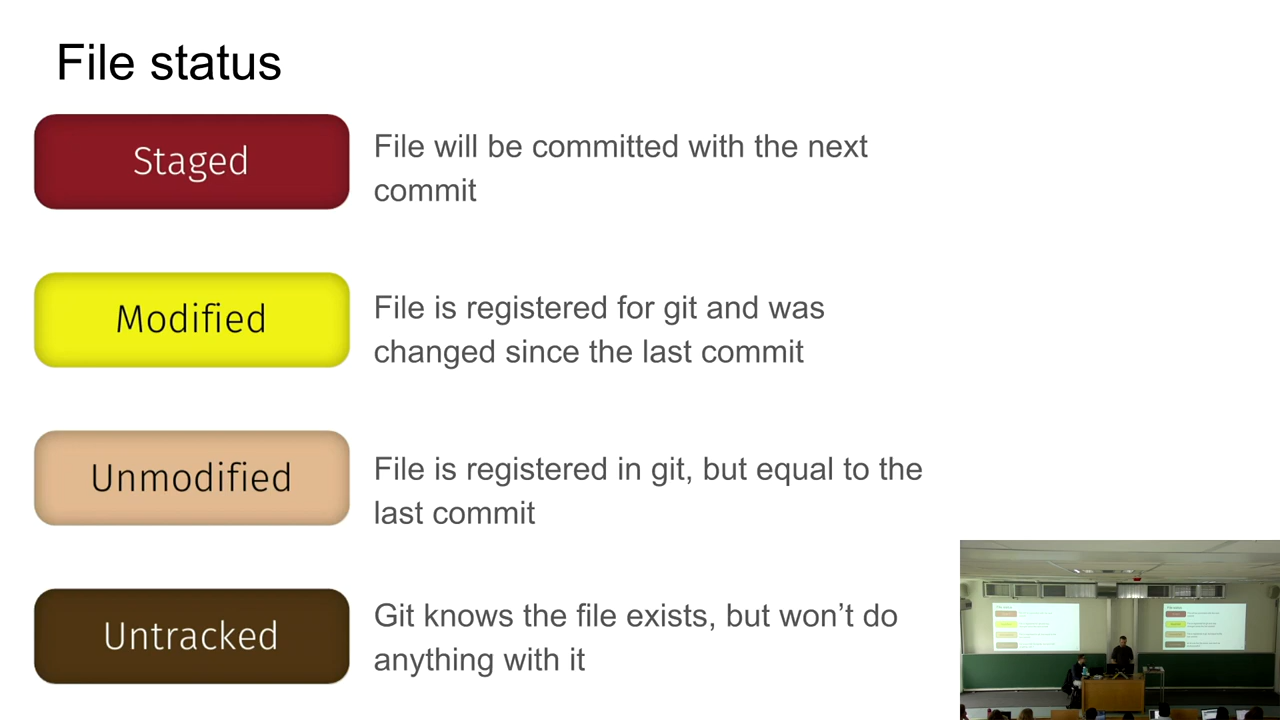 File status
Staged
File will be committed with the next
commit
Modified
File is registered for git and was
changed since the last commit
Unmodified
File is registered in git, but equal to the
last commit
Untracked
Git knows the file exists, but won’t do
anything with it